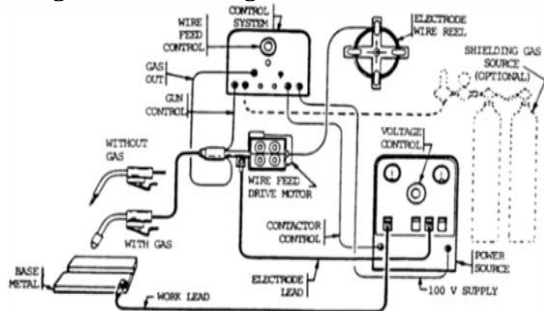 CONTROL
SYSTEM
WIRE
FEED
CONTROL
ELECTRODE
WIRE REEL
SHIELDING GAS
SOURCE
(OPTIONAL)
GAS
OUT
GUN
CONTROL
WITHOUT
GAS
VOLTAGE
CONTROL
WIRE FEED
DRIVE MOTOR
WITH GAS
CONTACTOR
CONTROL
BASE
METAL
POWER
SOURCE
ELECTRODE
LEAD
100 V SUPPLY
WORK LEAD